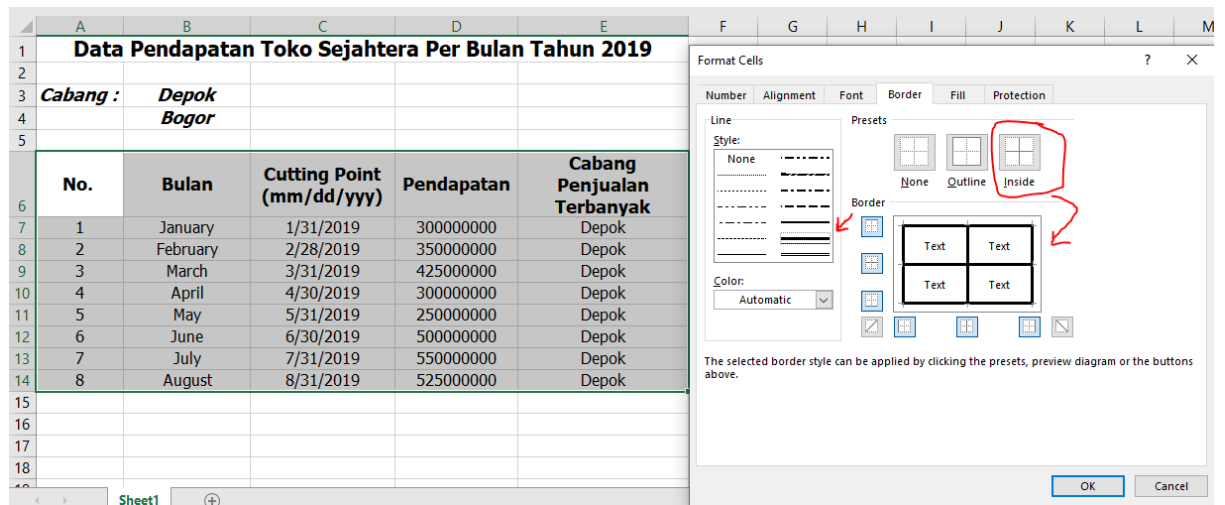 A B C D E F G H I J K L M
1 Data Pendapatan Toko Sejahtera Per Bulan Tahun 2019
2
3 Cabang : Depok
4 Bogor
5
6 No. Bulan Cutting Point (mm/dd/yyy) Pendapatan Cabang Penjualan Terbanyak
7 1 January 1/31/2019 300000000 Depok
8 2 February 2/28/2019 350000000 Depok
9 3 March 3/31/2019 425000000 Depok
10 4 April 4/30/2019 300000000 Depok
11 5 May 5/31/2019 250000000 Depok
12 6 June 6/30/2019 500000000 Depok
13 7 July 7/31/2019 550000000 Depok
14 8 August 8/31/2019 525000000 Depok
15
16
17
18
Sheet1
Format Cells ? ×
Number Alignment Font Border Fill Protection
Line
Style:
None
Color:
Automatic
Presets
None Outline Inside
Border
Text Text
Text Text
The selected border style can be applied by clicking the presets, preview diagram or the buttons
above.
OK Cancel